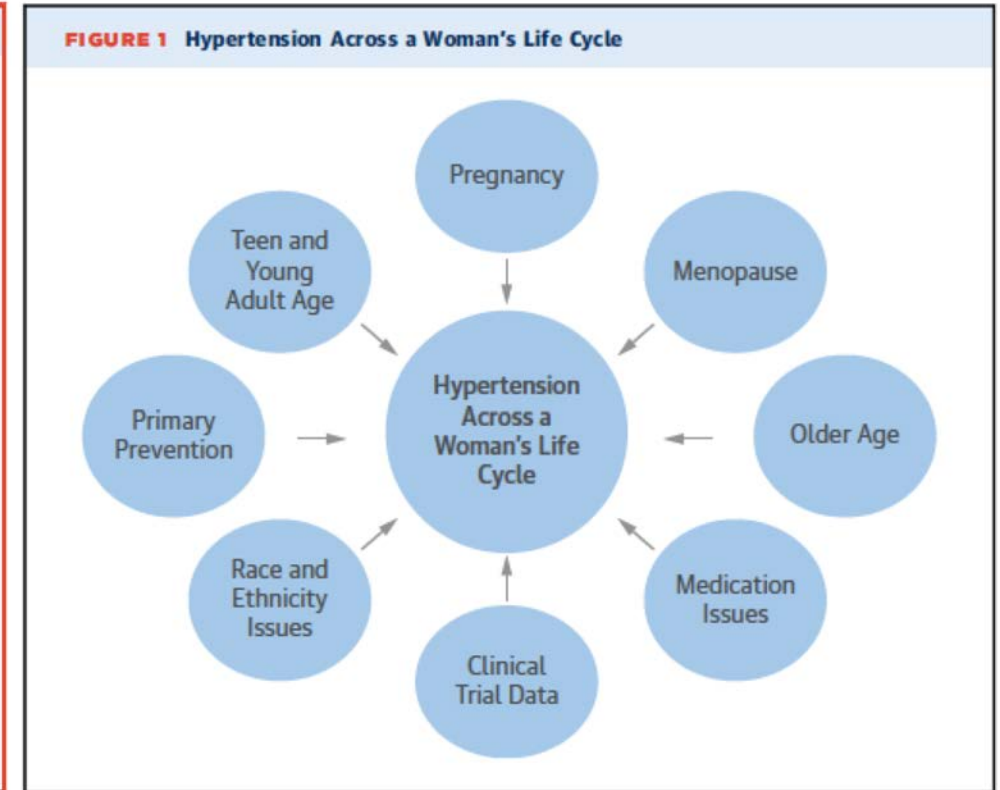 FIGURE 1 Hypertension Across a Woman's Life Cycle
Pregnancy
Teen and
Young
Adult Age
Menopause
Primary
Prevention
Hypertension
Across a
Woman's Life
Cycle
Older Age
Race and
Ethnicity
Issues
Medication
Issues
Clinical
Trial Data